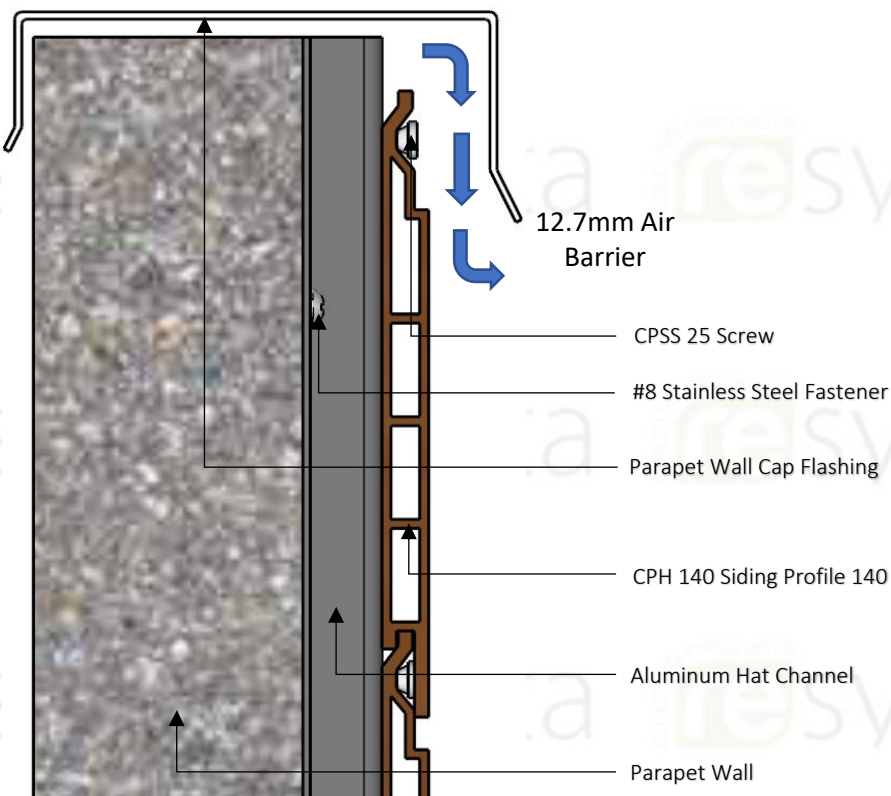 12.7mm Air
Barrier
CPSS 25 Screw
#8 Stainless Steel Fastener
Parapet Wall Cap Flashing
CPH 140 Siding Profile 140
Aluminum Hat Channel
Parapet Wall